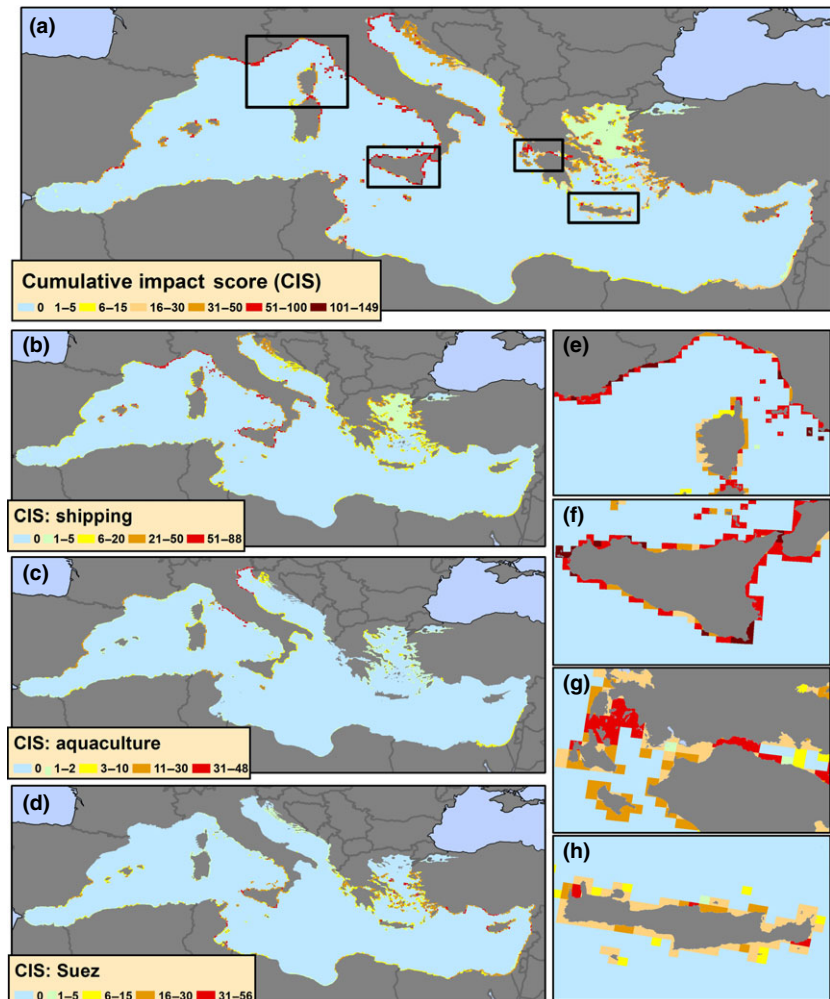 (a)
Cumulative impact score (CIS)
0 1–5 6–15 16–30 31–50 51–100 101–149
(b)
CIS: shipping
0 1–5 6–20 21–50 51–88
(c)
CIS: aquaculture
0 1–2 3–10 11–30 31–48
(d)
CIS: Suez
0 1–5 6–15 16–30 31–56
(e)
(f)
(g)
(h)